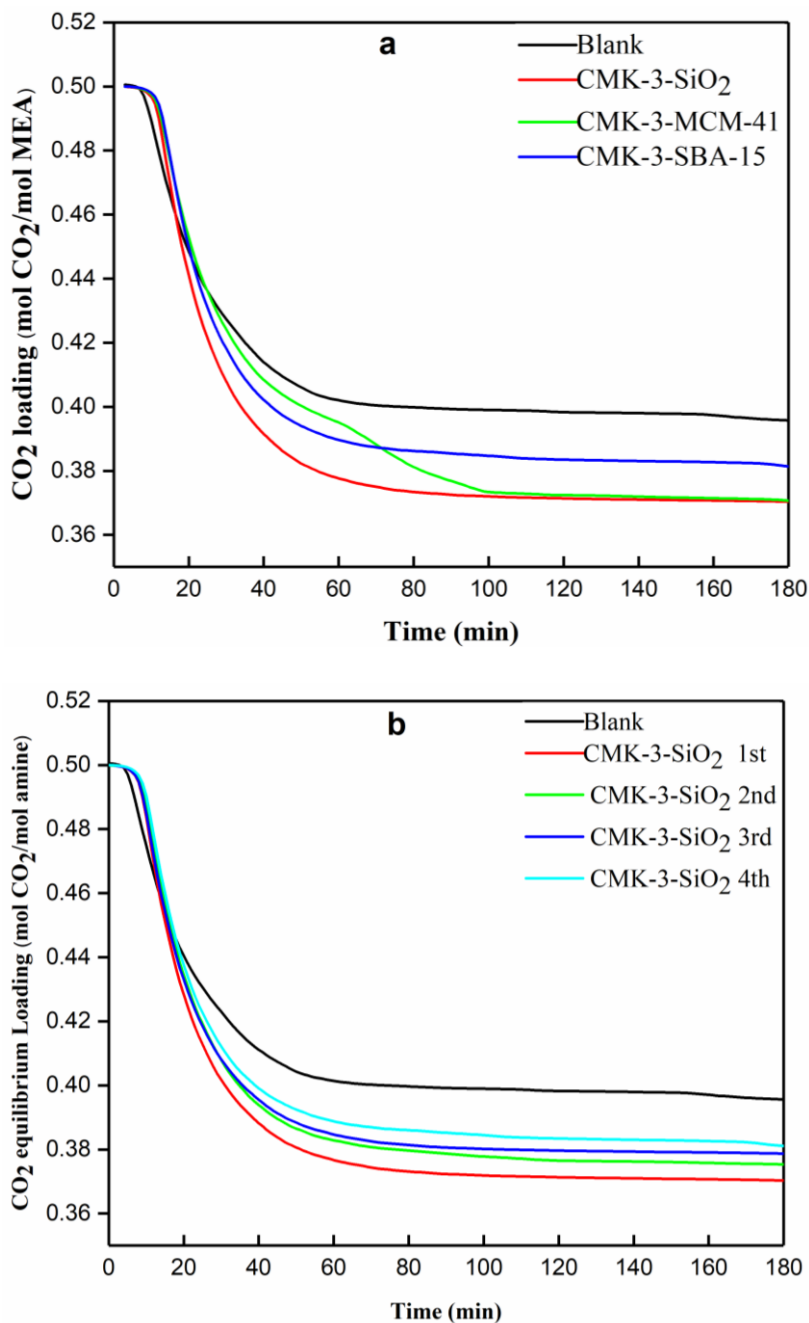 a
Blank
CMK-3-SiO2
CMK-3-MCM-41
CMK-3-SBA-15
CO2 loading (mol CO2/mol MEA)
0.52
0.50
0.48
0.46
0.44
0.42
0.40
0.38
0.36
0 20 40 60 80 100 120 140 160 180
Time (min)
b
Blank
CMK-3-SiO2 1st
CMK-3-SiO2 2nd
CMK-3-SiO2 3rd
CMK-3-SiO2 4th
CO2 equilibrium Loading (mol CO2/mol amine)
0.52
0.50
0.48
0.46
0.44
0.42
0.40
0.38
0.36
0 20 40 60 80 100 120 140 160 180
Time (min)